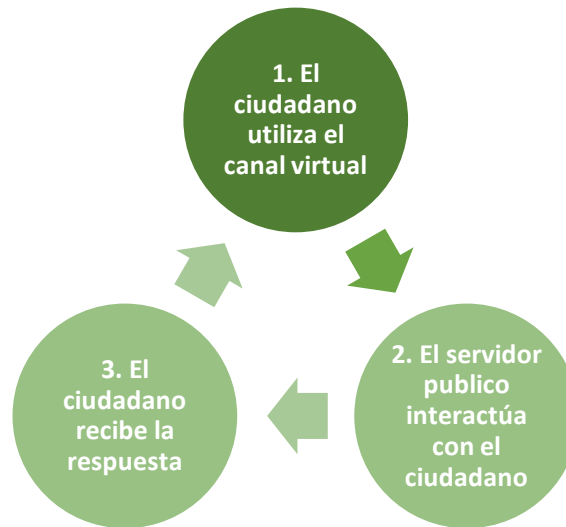 1. El
ciudadano
utiliza el
canal virtual
2. El servidor
publico
interactúa
con el
ciudadano
3. El
ciudadano
recibe la
respuesta